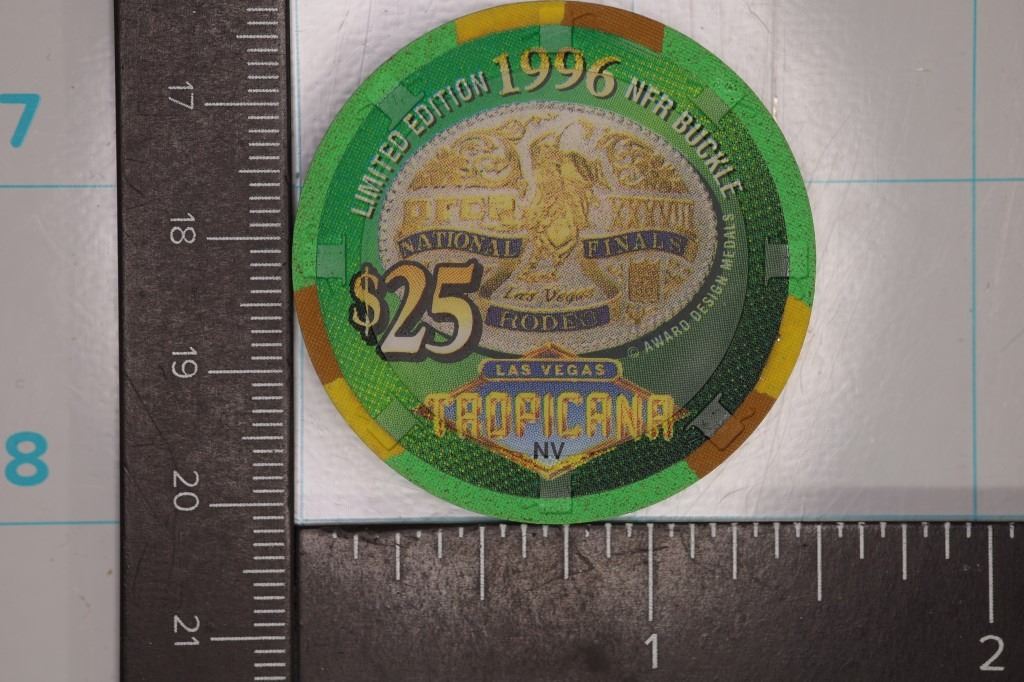 LIMITED EDITION 1996 NFR BUCKLE
PRCA XXXVIII
NATIONAL FINALS
Las Vegas
RODEO
$25
© AWARD DESIGN MEDALS
LAS VEGAS
TROPICANA
NV
7
8
17
18
19
20
21
1
2